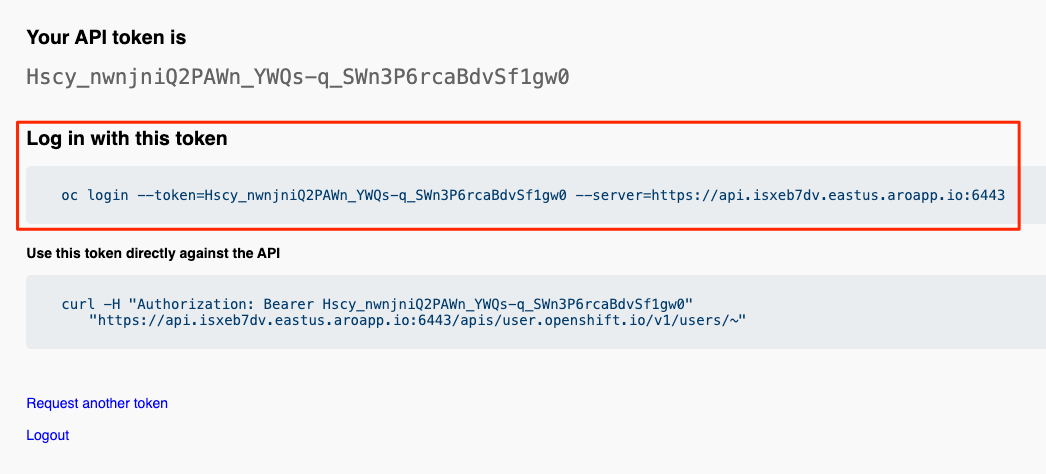 Your API token is
Hscy_nwnjniQ2PAWn_YWQs-q_SWn3P6rcaBdvSf1gw0
Log in with this token
oc login --token=Hscy_nwnjniQ2PAWn_YWQs-q_SWn3P6rcaBdvSf1gw0 --server=https://api.isxeb7dv.eastus.aroapp.io:6443
Use this token directly against the API
curl -H "Authorization: Bearer Hscy_nwnjniQ2PAWn_YWQs-q_SWn3P6rcaBdvSf1gw0"
"https://api.isxeb7dv.eastus.aroapp.io:6443/apis/user.openshift.io/v1/users/~"
Request another token
Logout